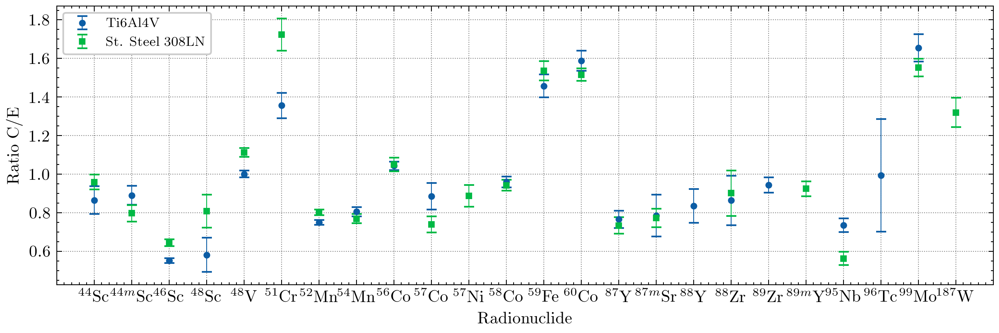 Ti6Al4V
St. Steel 308LN
1.8
1.6
1.4
1.2
1.0
0.8
0.6
Ratio C/E
⁴⁴Sc ⁴⁴ᵐSc ⁴⁶Sc ⁴⁸Sc ⁴⁸V ⁵¹Cr ⁵²Mn ⁵⁴Mn ⁵⁶Co ⁵⁷Co ⁵⁷Ni ⁵⁸Co ⁵⁹Fe ⁶⁰Co ⁸⁷Y ⁸⁷ᵐSr ⁸⁸Y ⁸⁸Zr ⁸⁹Zr ⁸⁹ᵐY ⁹⁵Nb ⁹⁶Tc ⁹⁹Mo ¹⁸⁷W
Radionuclide